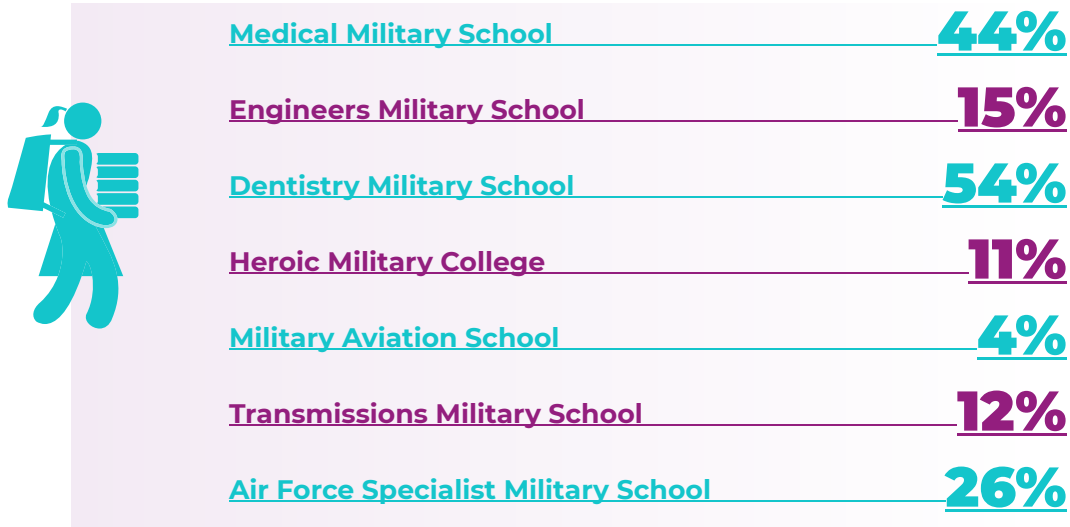 Medical Military School 44%
Engineers Military School 15%
Dentistry Military School 54%
Heroic Military College 11%
Military Aviation School 4%
Transmissions Military School 12%
Air Force Specialist Military School 26%